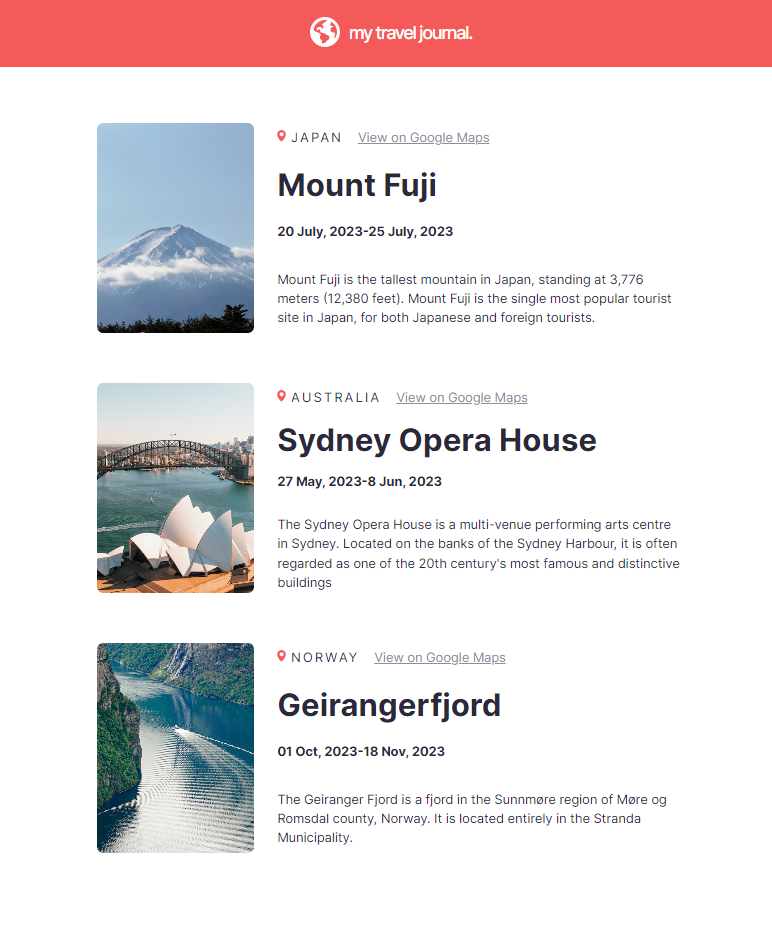 my travel journal.
JAPAN View on Google Maps
Mount Fuji
20 July, 2023-25 July, 2023
Mount Fuji is the tallest mountain in Japan, standing at 3,776
meters (12,380 feet). Mount Fuji is the single most popular tourist
site in Japan, for both Japanese and foreign tourists.
AUSTRALIA View on Google Maps
Sydney Opera House
27 May, 2023-8 Jun, 2023
The Sydney Opera House is a multi-venue performing arts centre
in Sydney. Located on the banks of the Sydney Harbour, it is often
regarded as one of the 20th century's most famous and distinctive
buildings
NORWAY View on Google Maps
Geirangerfjord
01 Oct, 2023-18 Nov, 2023
The Geiranger Fjord is a fjord in the Sunnmøre region of Møre og
Romsdal county, Norway. It is located entirely in the Stranda
Municipality.